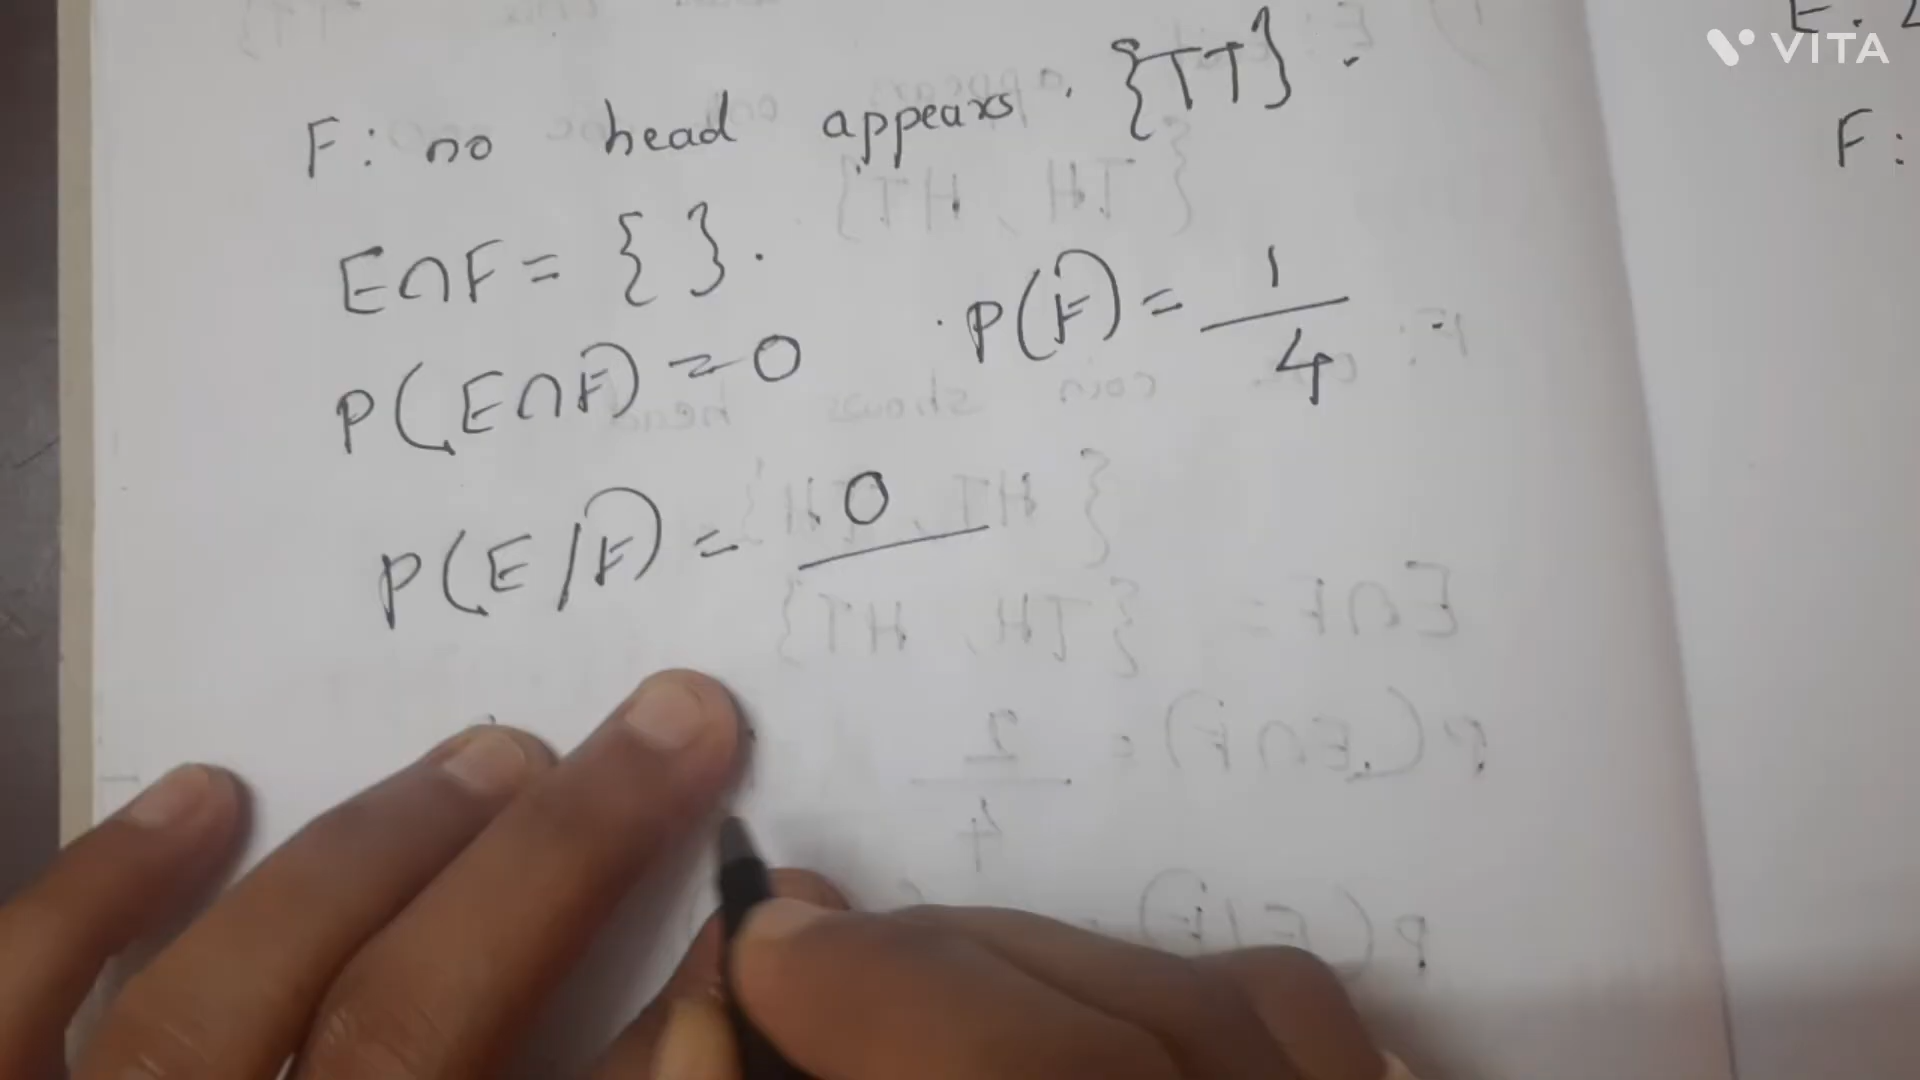 VITA
F: no head appears. {TT}.
E∩F = { }.
P(E∩F) = 0 P(F) = 1/4
P(E/F) = 0/
F: